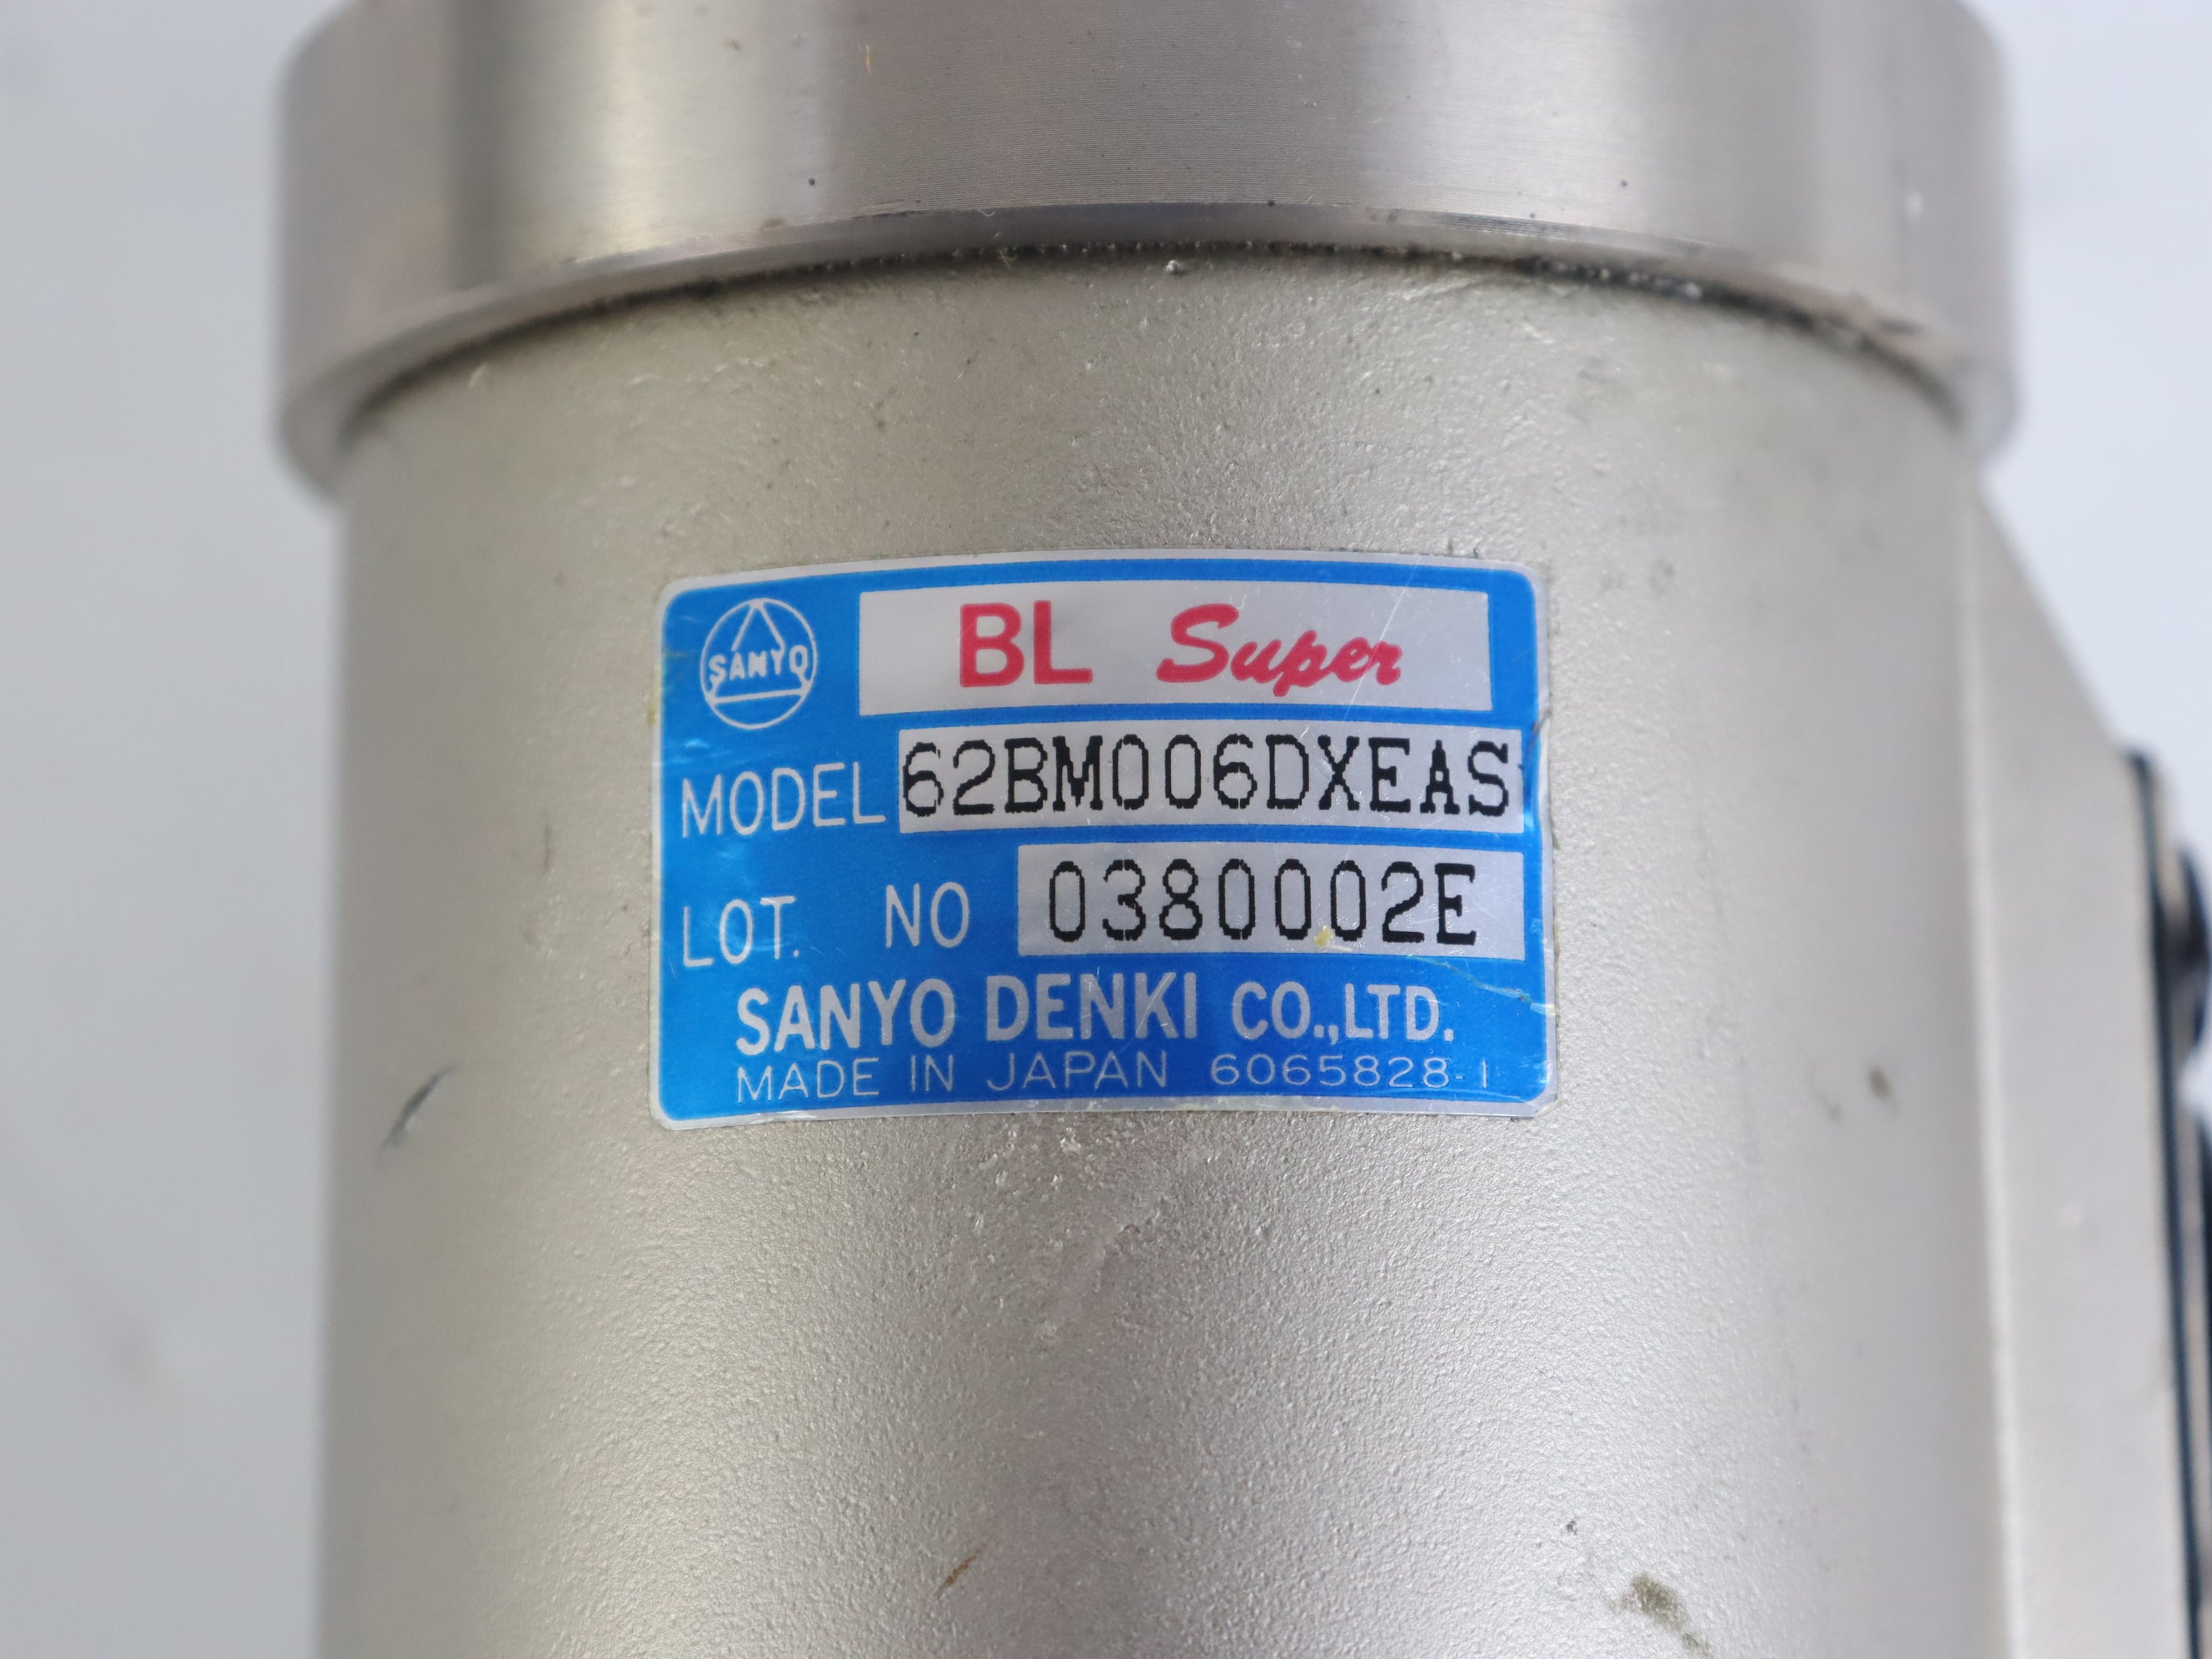 SANYO
BL Super
MODEL 62BM006DXEAS
LOT. NO 0380002E
SANYO DENKI CO.,LTD.
MADE IN JAPAN 6065828-1